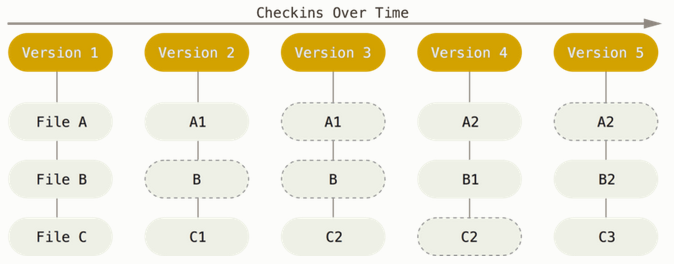 Checkins Over Time
Version 1 Version 2 Version 3 Version 4 Version 5
File A A1 A1 A2 A2
File B B B B1 B2
File C C1 C2 C2 C3